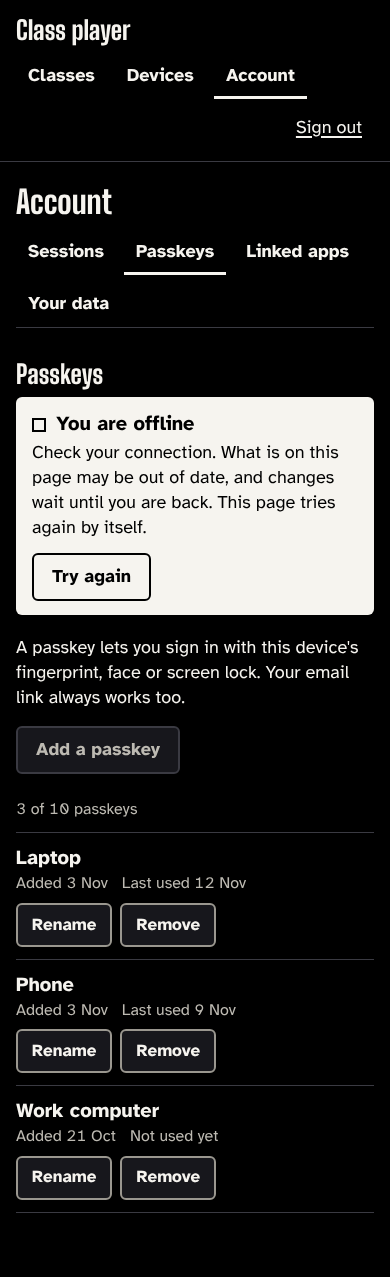 Class player
Classes Devices Account
Sign out
Account
Sessions Passkeys Linked apps
Your data
Passkeys
You are offline
Check your connection. What is on this
page may be out of date, and changes
wait until you are back. This page tries
again by itself.
Try again
A passkey lets you sign in with this device's
fingerprint, face or screen lock. Your email
link always works too.
Add a passkey
3 of 10 passkeys
Laptop
Added 3 Nov Last used 12 Nov
Rename Remove
Phone
Added 3 Nov Last used 9 Nov
Rename Remove
Work computer
Added 21 Oct Not used yet
Rename Remove